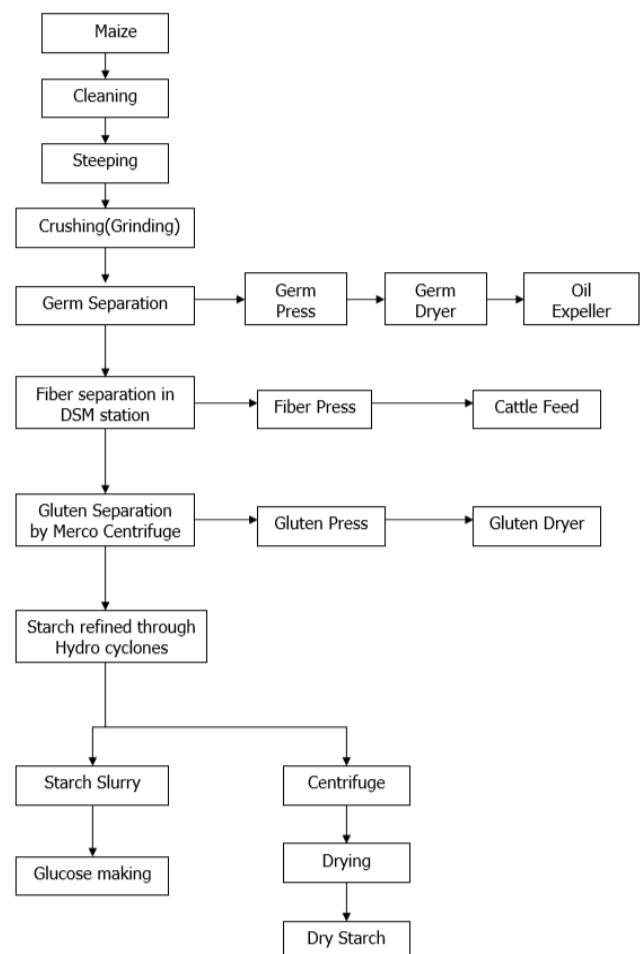 Maize
Cleaning
Steeping
Crushing(Grinding)
Germ Separation
Germ
Press
Germ
Dryer
Oil
Expeller
Fiber separation in
DSM station
Fiber Press
Cattle Feed
Gluten Separation
by Merco Centrifuge
Gluten Press
Gluten Dryer
Starch refined through
Hydro cyclones
Starch Slurry
Centrifuge
Glucose making
Drying
Dry Starch